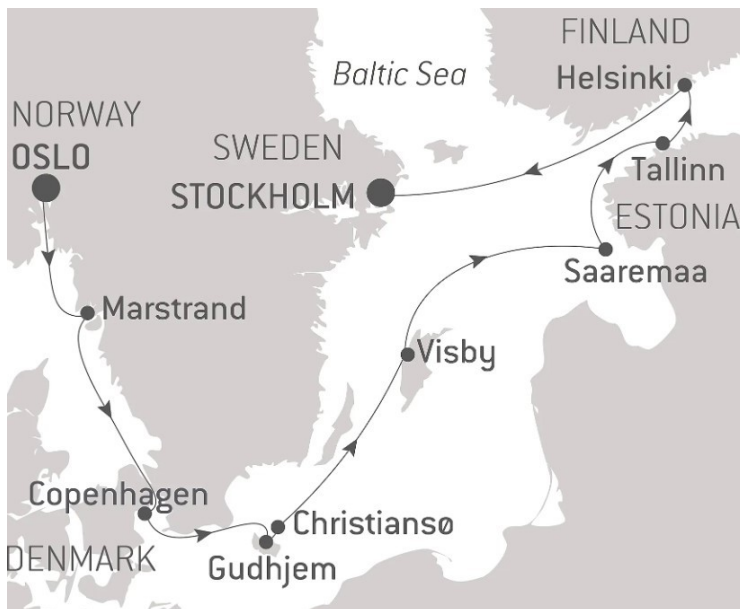 FINLAND
Baltic Sea
Helsinki
NORWAY
OSLO
SWEDEN
STOCKHOLM
Tallinn
ESTONIA
Saaremaa
Marstrand
Visby
Copenhagen
Christiansø
DENMARK
Gudhjem